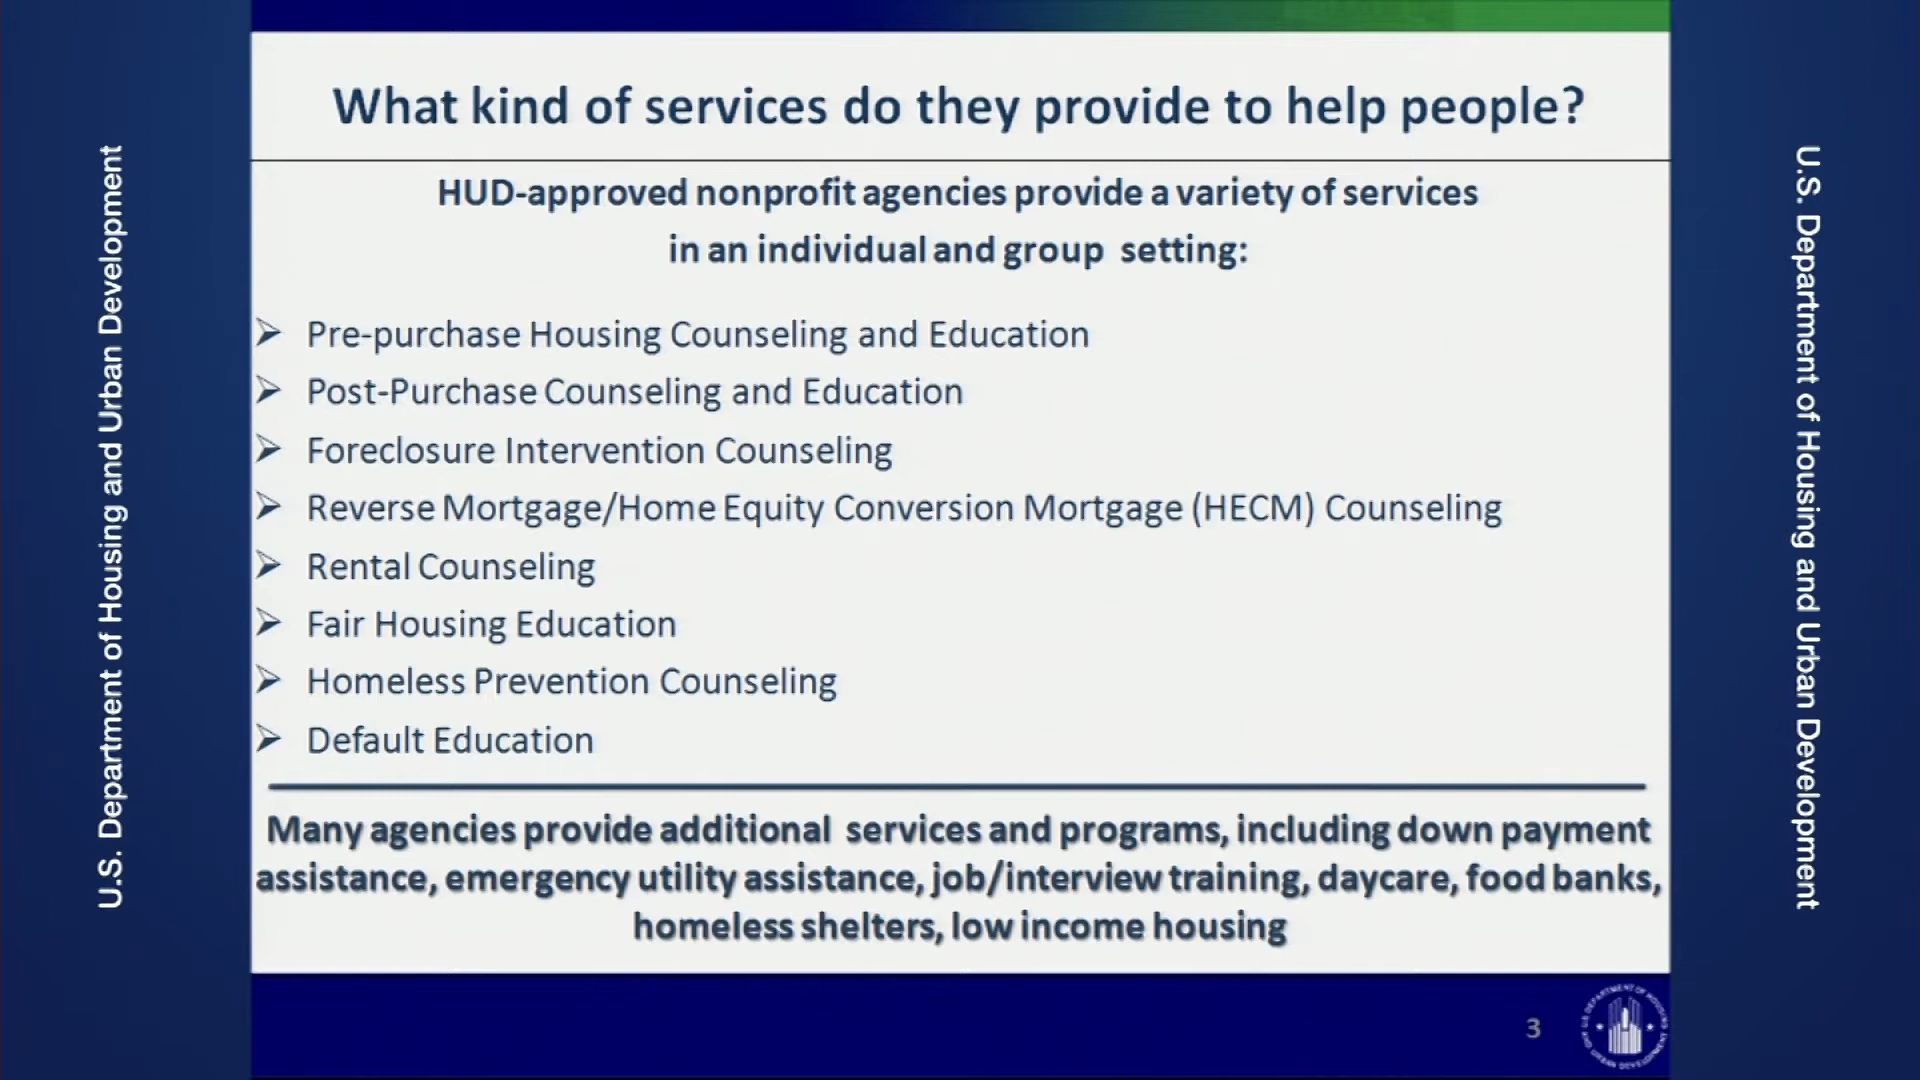 What kind of services do they provide to help people?
HUD-approved nonprofit agencies provide a variety of services
in an individual and group setting:
Pre-purchase Housing Counseling and Education
Post-Purchase Counseling and Education
Foreclosure Intervention Counseling
Reverse Mortgage/Home Equity Conversion Mortgage (HECM) Counseling
Rental Counseling
Fair Housing Education
Homeless Prevention Counseling
Default Education
Many agencies provide additional services and programs, including down payment
assistance, emergency utility assistance, job/interview training, daycare, food banks,
homeless shelters, low income housing
3
U.S. Department of Housing and Urban Development
U.S. Department of Housing and Urban Development